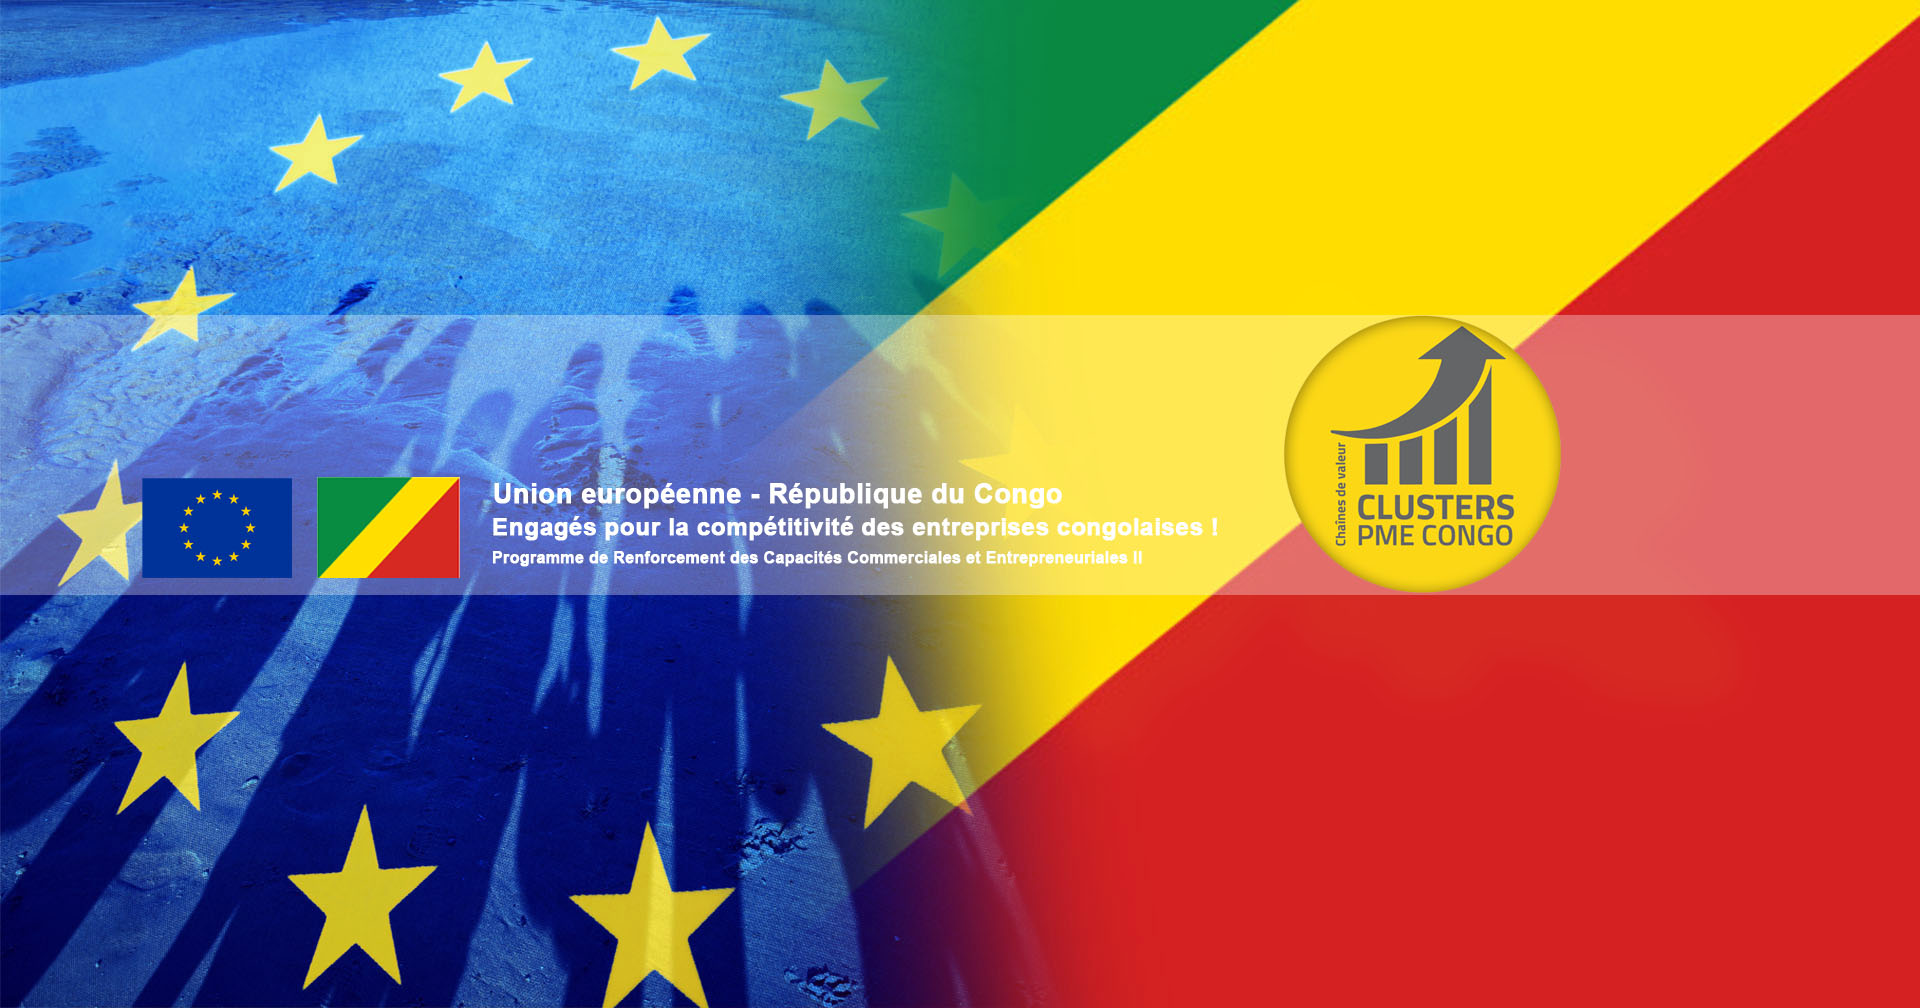 Union européenne - République du Congo
Engagés pour la compétitivité des entreprises congolaises !
Programme de Renforcement des Capacités Commerciales et Entrepreneuriales II
Chaînes de valeur
CLUSTERS
PME CONGO